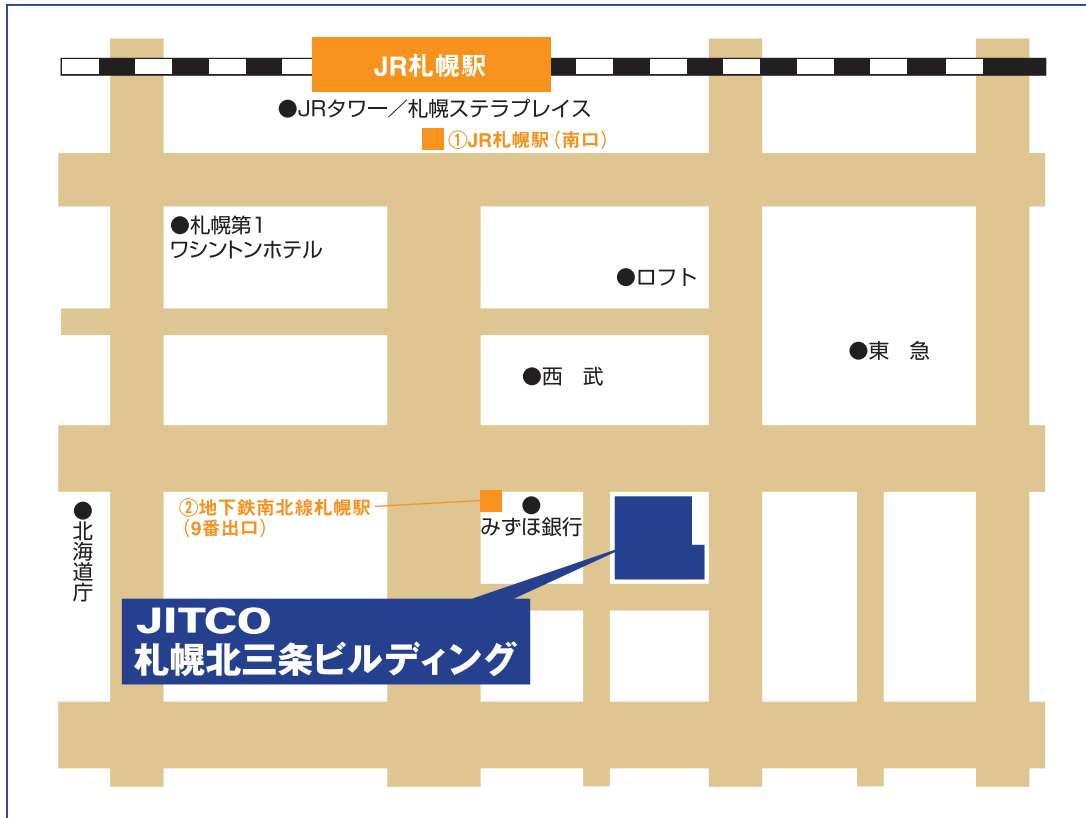 JR札幌駅
●JRタワー／札幌ステラプレイス
①JR札幌駅（南口）
●札幌第1
ワシントンホテル
●ロフト
●東　急
●西　武
②地下鉄南北線札幌駅
（9番出口）
●
みずほ銀行
●北海道庁
JITCO
札幌北三条ビルディング